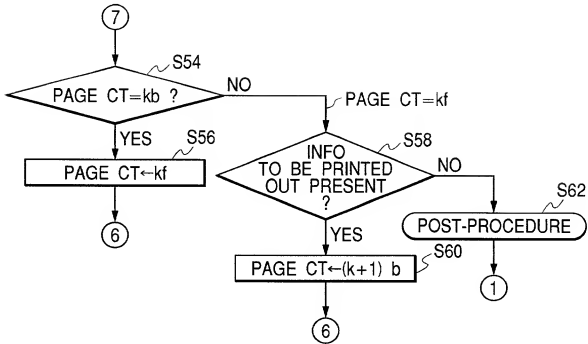 7
S54
PAGE CT=kb ?
NO
YES
PAGE CT=kf
S56
PAGE CT←kf
6
S58
INFO
TO BE PRINTED
OUT PRESENT
?
NO
YES
S62
POST-PROCEDURE
1
S60
PAGE CT←(k+1) b
6